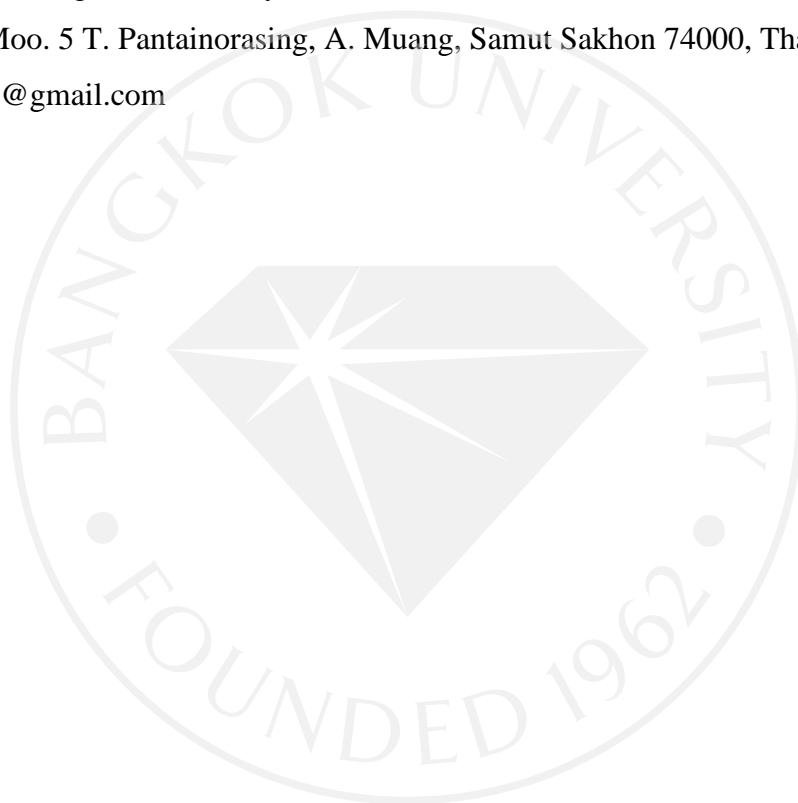 Moo. 5 T. Pantainorasing, A. Muang, Samut Sakhon 74000, Tha
@gmail.com
BANGKOK UNIVERSITY
FOUNDED 1962